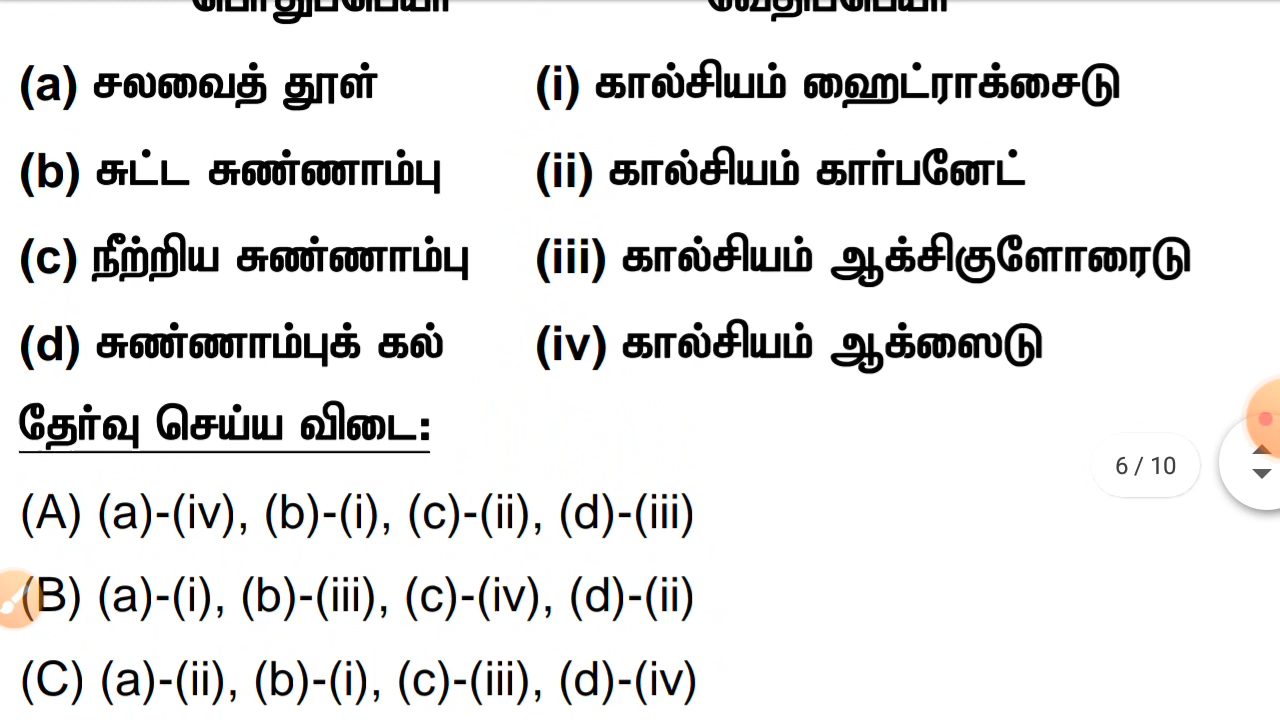 (a) சலவைத் தூள் (i) கால்சியம் ஹைட்ராக்சைடு
(b) சுட்ட சுண்ணாம்பு (ii) கால்சியம் கார்பனேட்
(c) நீற்றிய சுண்ணாம்பு (iii) கால்சியம் ஆக்சிகுளோரைடு
(d) சுண்ணாம்புக் கல் (iv) கால்சியம் ஆக்ஸைடு
தேர்வு செய்ய விடை:
6 / 10
(A) (a)-(iv), (b)-(i), (c)-(ii), (d)-(iii)
(B) (a)-(i), (b)-(iii), (c)-(iv), (d)-(ii)
(C) (a)-(ii), (b)-(i), (c)-(iii), (d)-(iv)